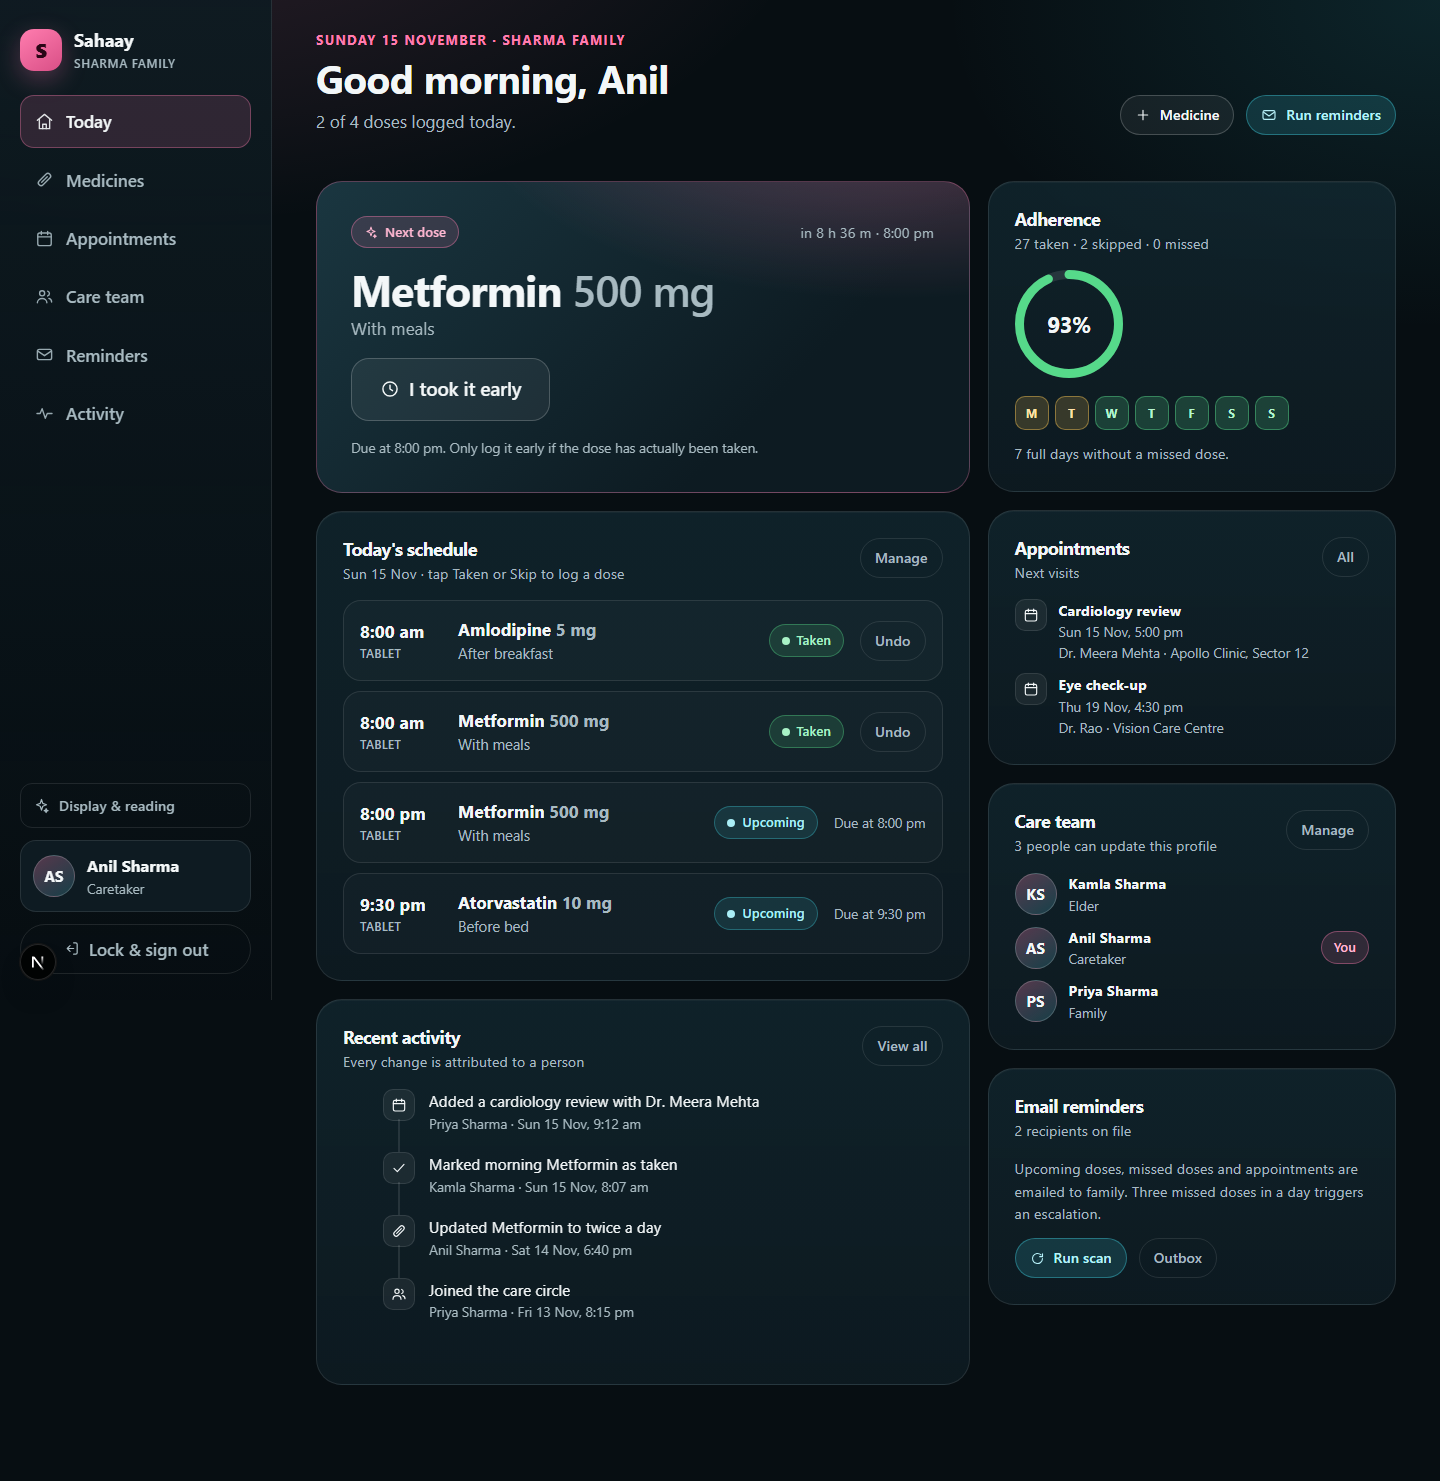 S
Sahaay
SHARMA FAMILY
Today
Medicines
Appointments
Care team
Reminders
Activity
Display & reading
AS
Anil Sharma
Caretaker
N
Lock & sign out
SUNDAY 15 NOVEMBER · SHARMA FAMILY
Good morning, Anil
2 of 4 doses logged today.
Medicine
Run reminders
Next dose
in 8 h 36 m · 8:00 pm
Metformin 500 mg
With meals
I took it early
Due at 8:00 pm. Only log it early if the dose has actually been taken.
Today's schedule
Sun 15 Nov · tap Taken or Skip to log a dose
Manage
8:00 am
TABLET
Amlodipine 5 mg
After breakfast
Taken
Undo
8:00 am
TABLET
Metformin 500 mg
With meals
Taken
Undo
8:00 pm
TABLET
Metformin 500 mg
With meals
Upcoming
Due at 8:00 pm
9:30 pm
TABLET
Atorvastatin 10 mg
Before bed
Upcoming
Due at 9:30 pm
Recent activity
Every change is attributed to a person
View all
Added a cardiology review with Dr. Meera Mehta
Priya Sharma · Sun 15 Nov, 9:12 am
Marked morning Metformin as taken
Kamla Sharma · Sun 15 Nov, 8:07 am
Updated Metformin to twice a day
Anil Sharma · Sat 14 Nov, 6:40 pm
Joined the care circle
Priya Sharma · Fri 13 Nov, 8:15 pm
Adherence
27 taken · 2 skipped · 0 missed
93%
M T W T F S S
7 full days without a missed dose.
Appointments
Next visits
All
Cardiology review
Sun 15 Nov, 5:00 pm
Dr. Meera Mehta · Apollo Clinic, Sector 12
Eye check-up
Thu 19 Nov, 4:30 pm
Dr. Rao · Vision Care Centre
Care team
3 people can update this profile
Manage
KS
Kamla Sharma
Elder
AS
Anil Sharma
Caretaker
You
PS
Priya Sharma
Family
Email reminders
2 recipients on file
Upcoming doses, missed doses and appointments are
emailed to family. Three missed doses in a day triggers
an escalation.
Run scan
Outbox